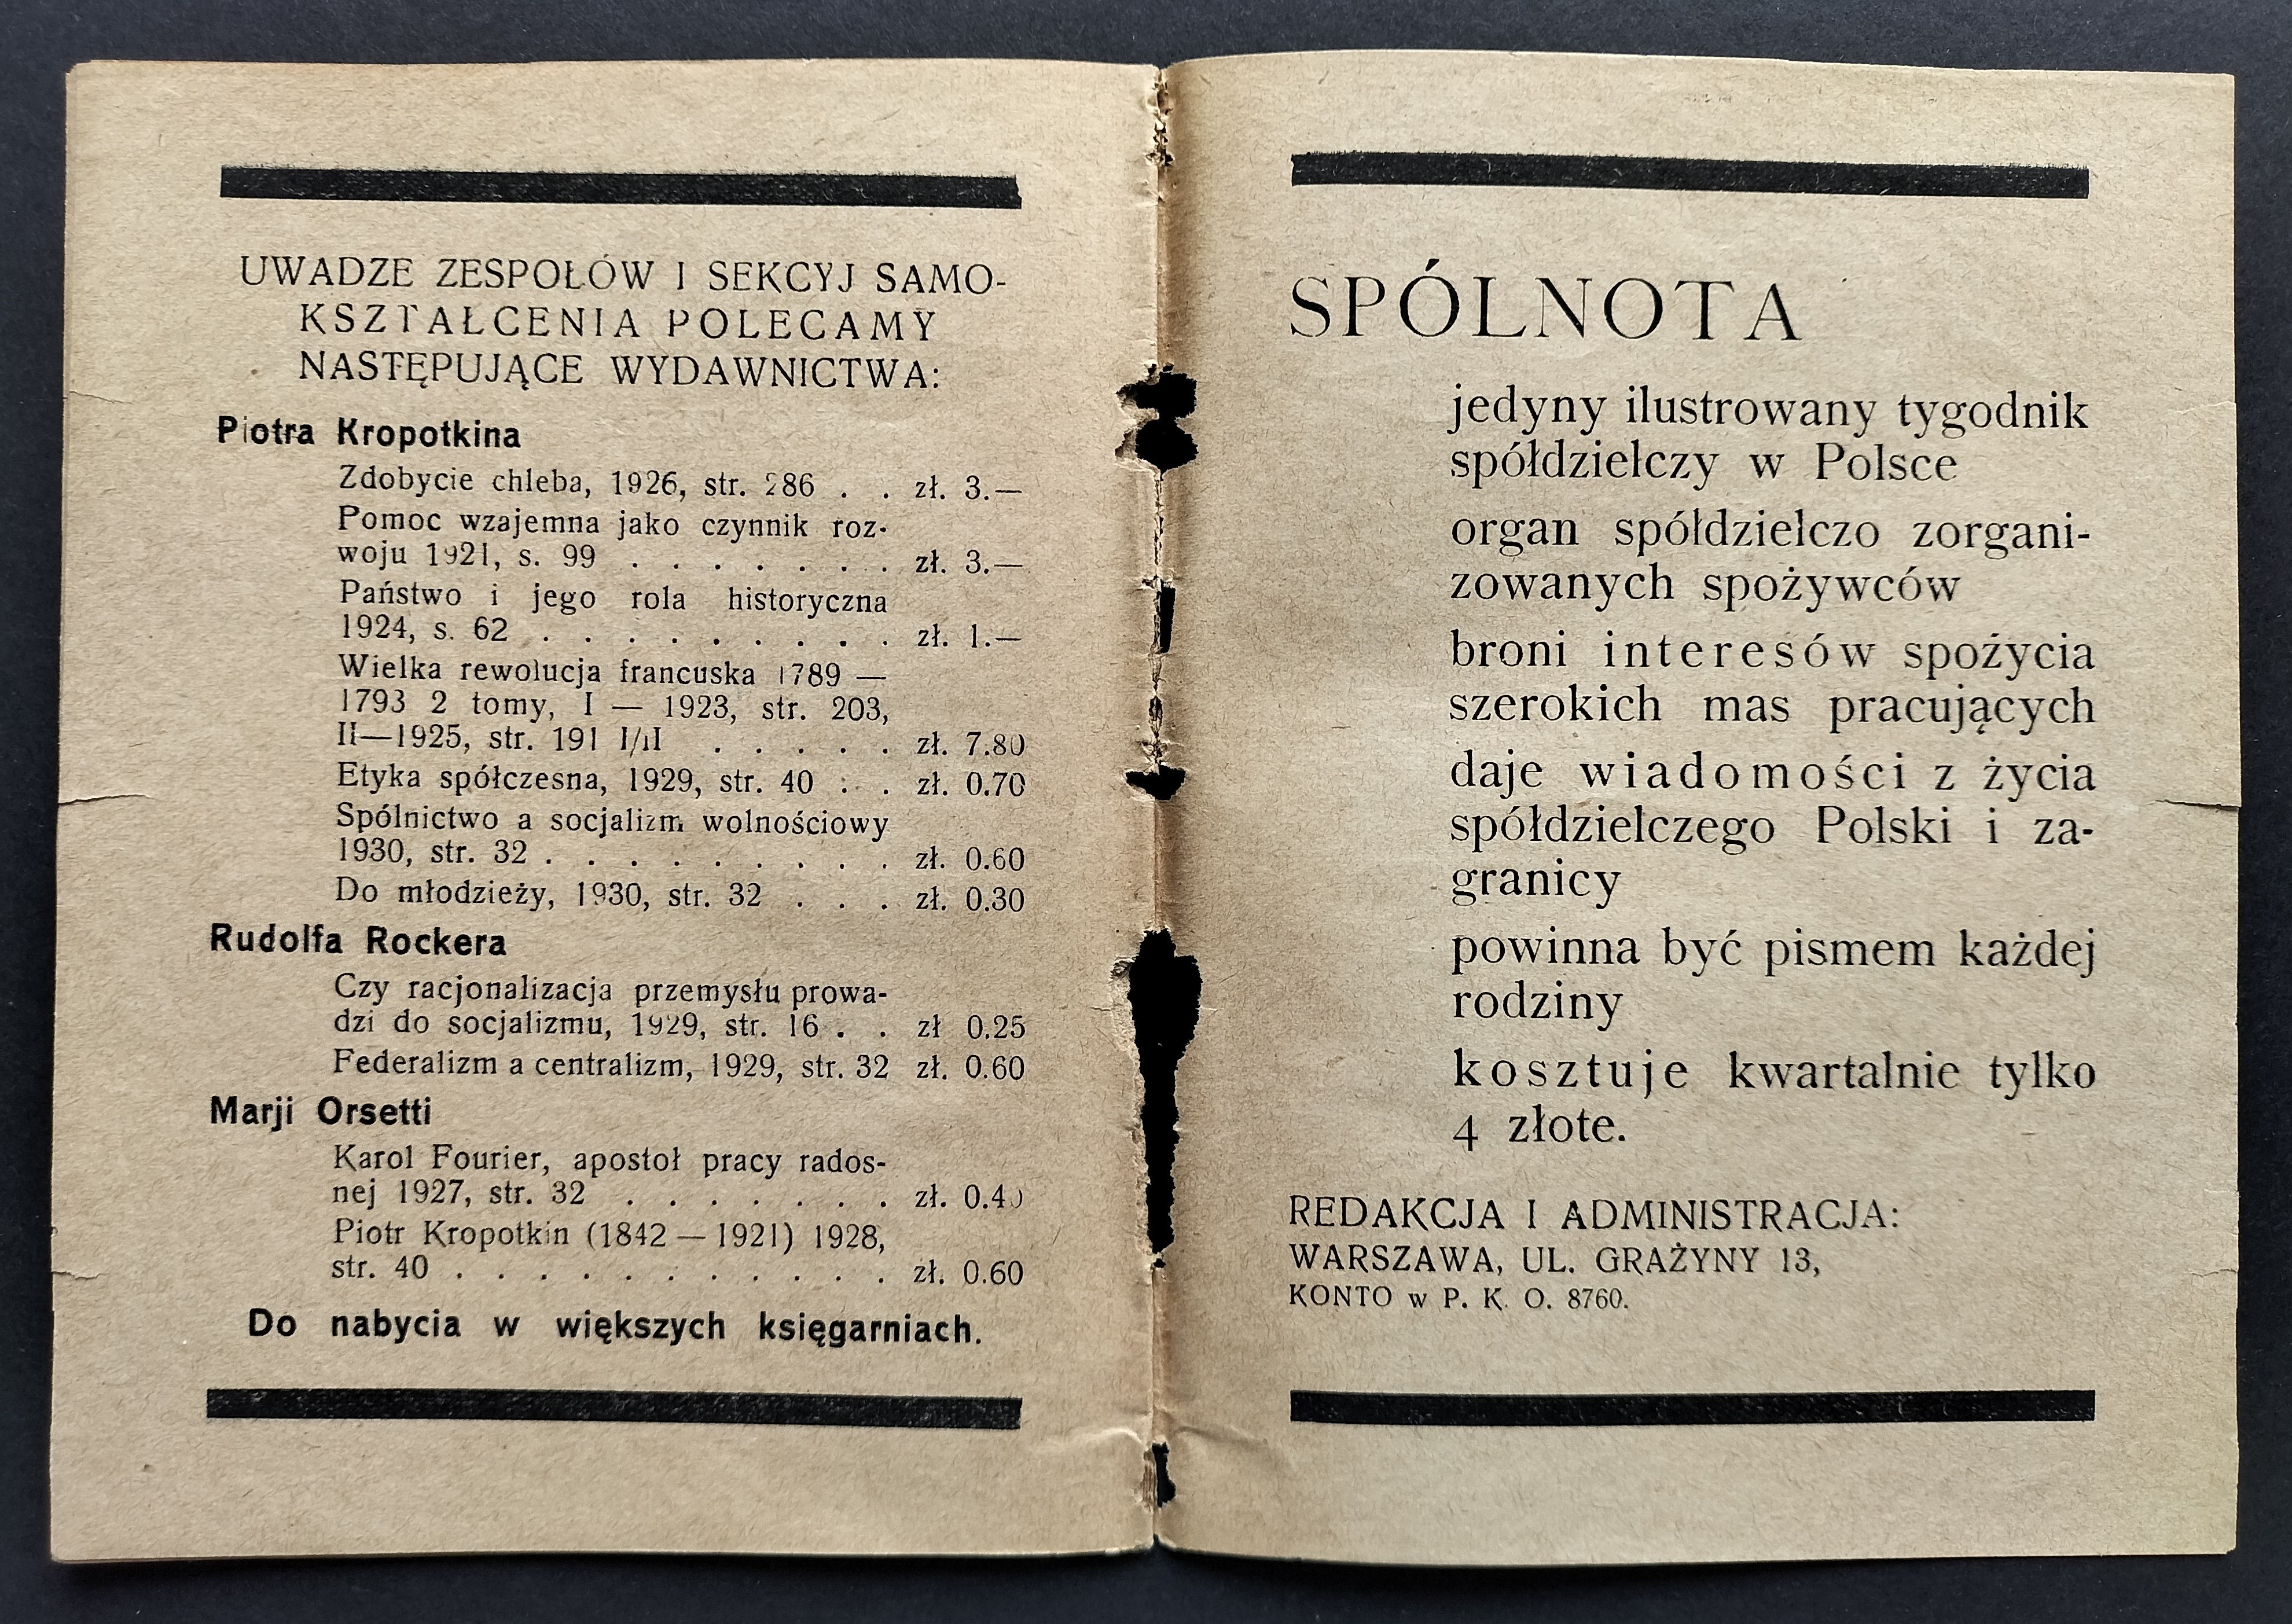 UWADZE ZESPOŁÓW I SEKCYJ SAMO-
KSZTAŁCENIA POLECAMY
NASTĘPUJĄCE WYDAWNICTWA:
Piotra Kropotkina
Zdobycie chleba, 1926, str. 286 . . zł. 3.—
Pomoc wzajemna jako czynnik roz-
woju 1921, s. 99 . . . . . . . zł. 3.—
Państwo i jego rola historyczna
1924, s. 62 . . . . . . . . . zł. 1.—
Wielka rewolucja francuska 1789 —
1793 2 tomy, I — 1923, str. 203,
II—1925, str. 191 I/II . . . . . zł. 7.80
Etyka spółczesna, 1929, str. 40 . . zł. 0.70
Spólnictwo a socjalizm wolnościowy
1930, str. 32 . . . . . . . . . zł. 0.60
Do młodzieży, 1930, str. 32 . . . zł. 0.30
Rudolfa Rockera
Czy racjonalizacja przemysłu prowa-
dzi do socjalizmu, 1929, str. 16 . . zł 0.25
Federalizm a centralizm, 1929, str. 32 zł. 0.60
Marji Orsetti
Karol Fourier, apostoł pracy rados-
nej 1927, str. 32 . . . . . . . zł. 0.40
Piotr Kropotkin (1842 — 1921) 1928,
str. 40 . . . . . . . . . . . zł. 0.60
Do nabycia w większych księgarniach.
SPÓLNOTA
jedyny ilustrowany tygodnik
spółdzielczy w Polsce
organ spółdzielczo zorgani-
zowanych spożywców
broni interesów spożycia
szerokich mas pracujących
daje wiadomości z życia
spółdzielczego Polski i za-
granicy
powinna być pismem każdej
rodziny
kosztuje kwartalnie tylko
4 złote.
REDAKCJA I ADMINISTRACJA:
WARSZAWA, UL. GRAŻYNY 13,
KONTO w P. K. O. 8760.